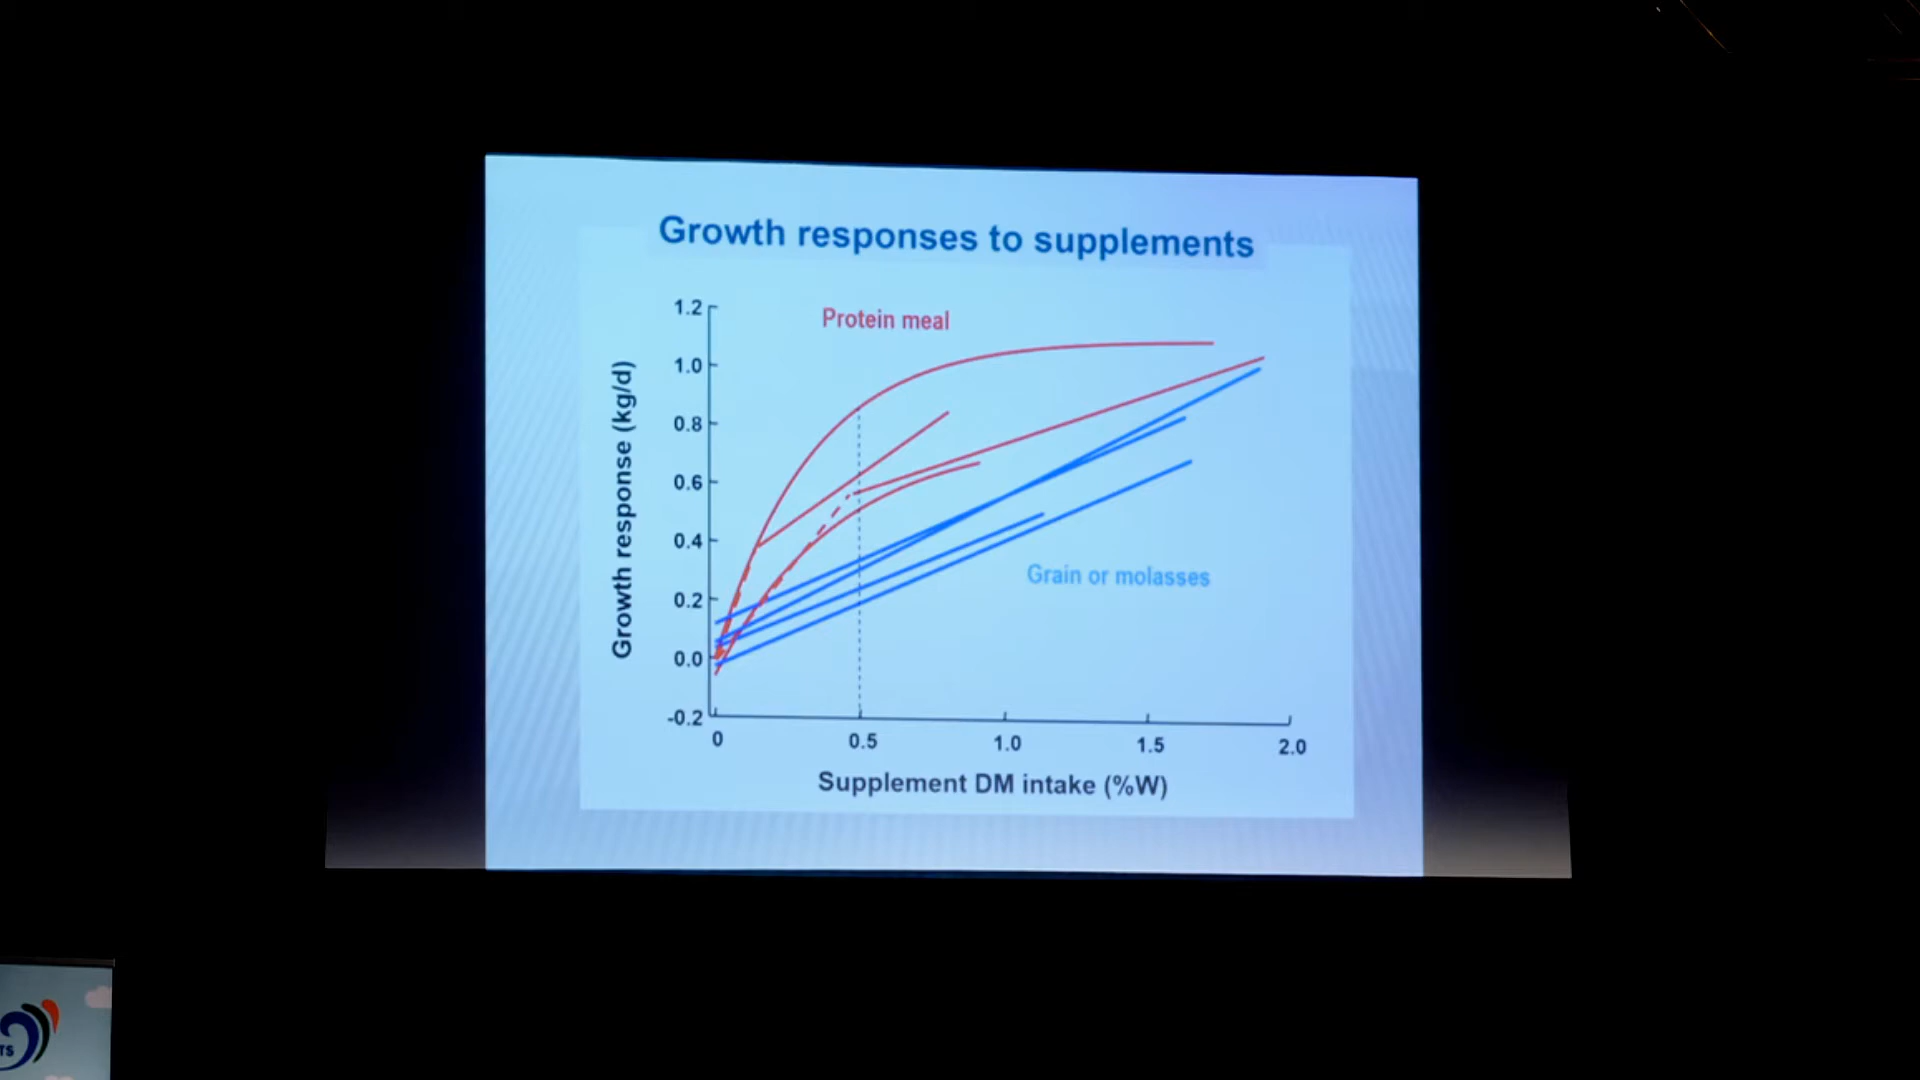 Growth responses to supplements
Protein meal
Growth response (kg/d)
1.2
1.0
0.8
0.6
0.4
0.2
0.0
-0.2
Grain or molasses
0 0.5 1.0 1.5 2.0
Supplement DM intake (%W)
TS